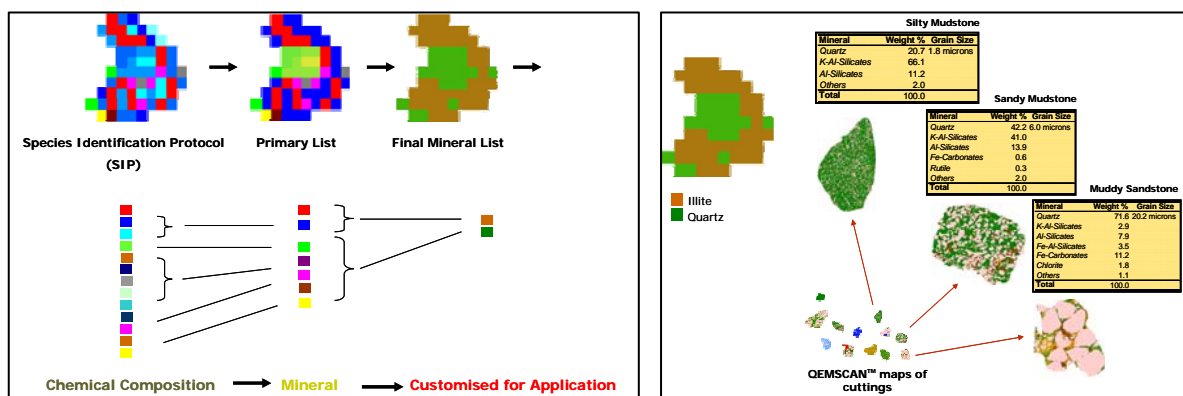 Species Identification Protocol
(SIP)
Primary List
Final Mineral List
Chemical Composition
Mineral
Customised for Application
Illite
Quartz
Silty Mudstone
Mineral Weight % Grain Size
Quartz 20.7 1.8 microns
K-Al-Silicates 66.1
Al-Silicates 11.2
Others 2.0
Total 100.0
Sandy Mudstone
Mineral Weight % Grain Size
Quartz 42.2 6.0 microns
K-Al-Silicates 41.0
Al-Silicates 13.9
Fe-Carbonates 0.6
Rutile 0.3
Others 2.0
Total 100.0
Muddy Sandstone
Mineral Weight % Grain Size
Quartz 71.6 20.2 microns
K-Al-Silicates 2.9
Al-Silicates 7.9
Fe-Al-Silicates 3.5
Fe-Carbonates 11.2
Chlorite 1.8
Others 1.1
Total 100.0
QEMSCAN™ maps of
cuttings